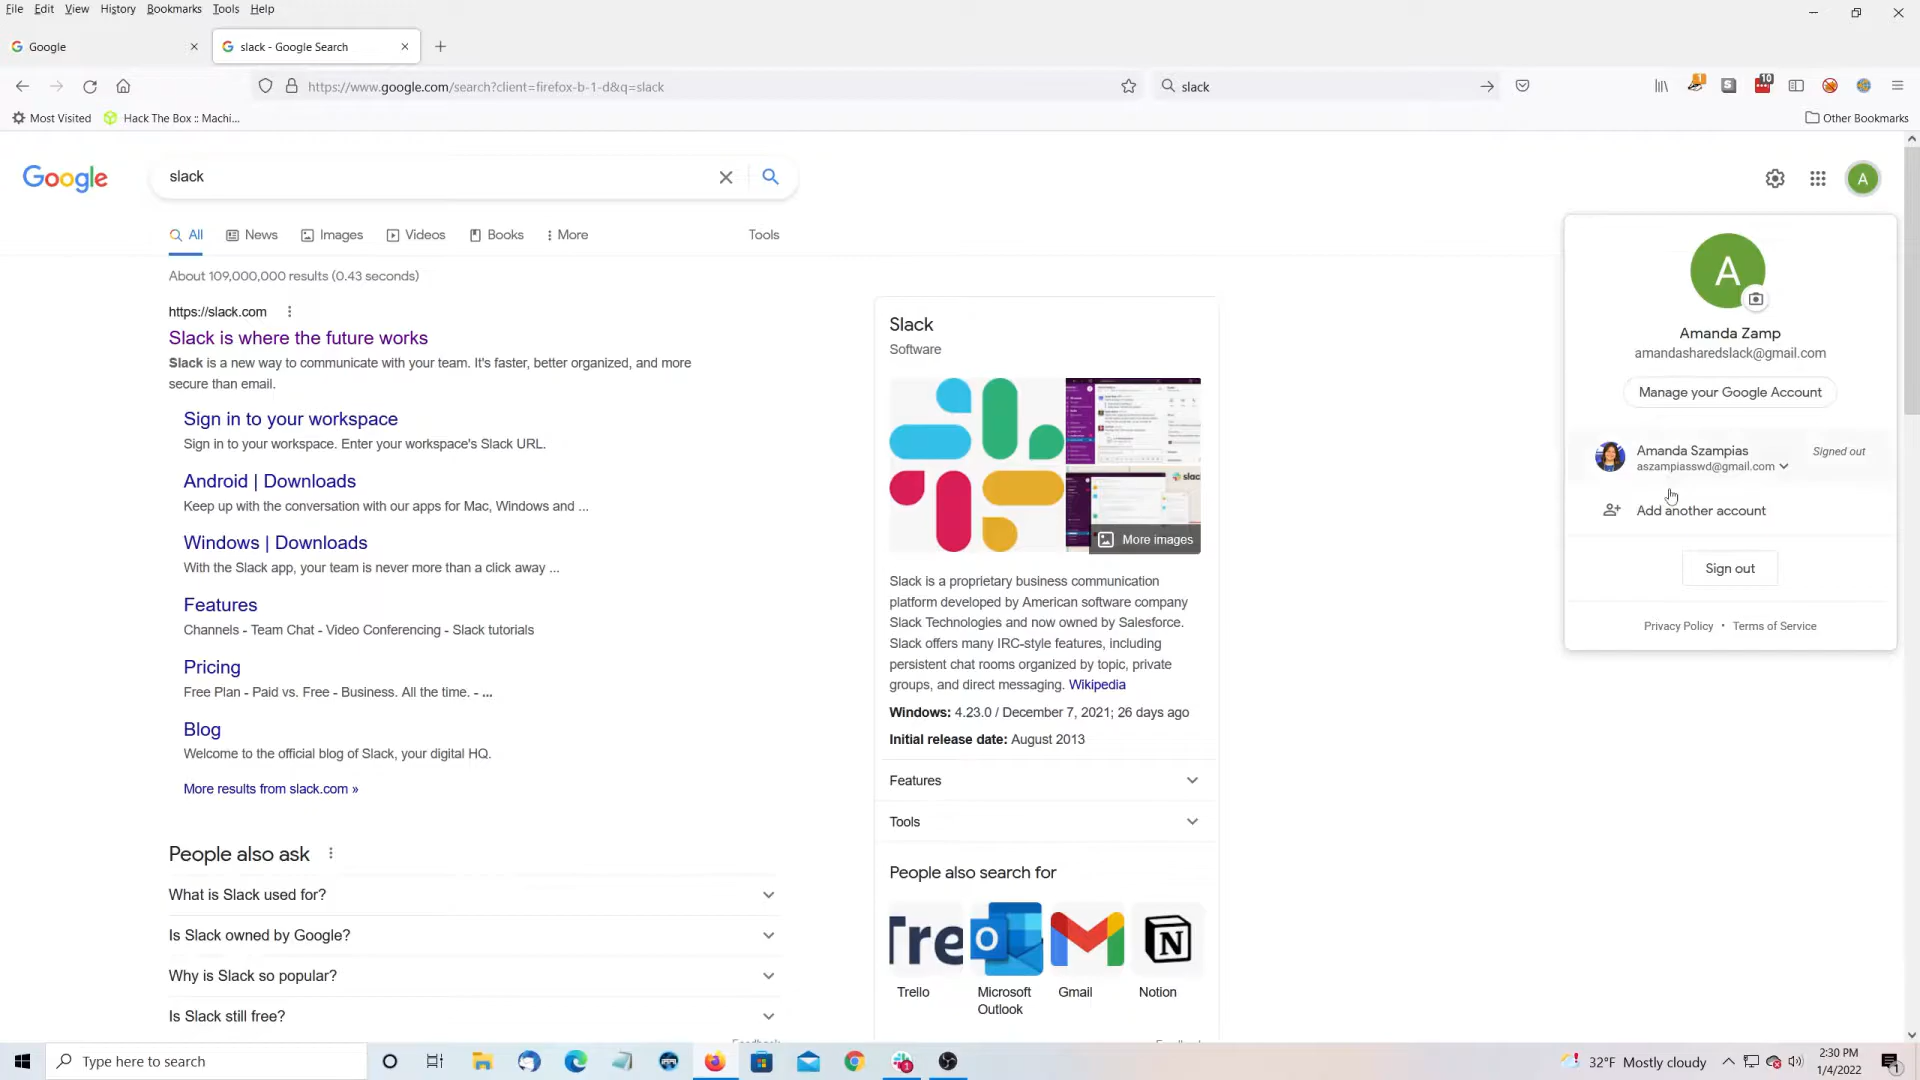 File Edit View History Bookmarks Tools Help
Google
slack - Google Search
https://www.google.com/search?client=firefox-b-1-d&q=slack
slack
1
S
10
Most Visited
Hack The Box :: Machi...
Other Bookmarks
Google
slack
A
All
News
Images
Videos
Books
More
Tools
About 109,000,000 results (0.43 seconds)
https://slack.com
Slack is where the future works
Slack is a new way to communicate with your team. It's faster, better organized, and more
secure than email.
Sign in to your workspace
Sign in to your workspace. Enter your workspace's Slack URL.
Android | Downloads
Keep up with the conversation with our apps for Mac, Windows and ...
Windows | Downloads
With the Slack app, your team is never more than a click away ...
Features
Channels - Team Chat - Video Conferencing - Slack tutorials
Pricing
Free Plan - Paid vs. Free - Business. All the time. - ...
Blog
Welcome to the official blog of Slack, your digital HQ.
More results from slack.com »
People also ask
What is Slack used for?
Is Slack owned by Google?
Why is Slack so popular?
Is Slack still free?
Feedback
Slack
Software
slac
More images
Slack is a proprietary business communication
platform developed by American software company
Slack Technologies and now owned by Salesforce.
Slack offers many IRC-style features, including
persistent chat rooms organized by topic, private
groups, and direct messaging. Wikipedia
Windows: 4.23.0 / December 7, 2021; 26 days ago
Initial release date: August 2013
Features
Tools
People also search for
Tre
Trello
Microsoft
Outlook
Gmail
Notion
Feedback
A
Amanda Zamp
amandasharedslack@gmail.com
Manage your Google Account
Amanda Szampias
Signed out
aszampiasswd@gmail.com
Add another account
Sign out
Privacy Policy • Terms of Service
Type here to search
1
32°F Mostly cloudy
2:30 PM
1/4/2022
1